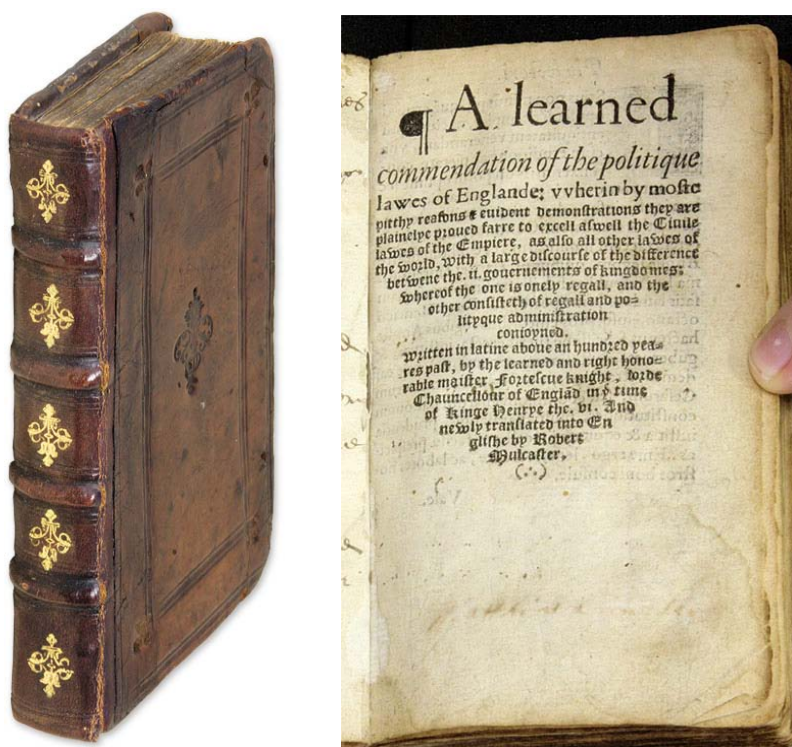 ¶ A learned
commendation of the politique
lawes of Englande: vvherin by moste
pitthy reasons & euident demonstrations they are
plainelye proued farre to excell aswell the Ciuile
lawes of the Empiere, as also all other lawes of
the world, with a large discourse of the difference
betwene the. ii. gouernements of kingdomes:
whereof the one is onely regall, and the
other consisteth of regall and po-
lityque administration
conioyned.
written in latine aboue an hundred yea-
res past, by the learned and right hono-
rable maister, Fortescue knight, lorde
Chauncellour of Englãd in yͤ time
of Kinge Henrye the. vi. And
newly translated into En
glishe by Robert
Mulcaster.
(∴)